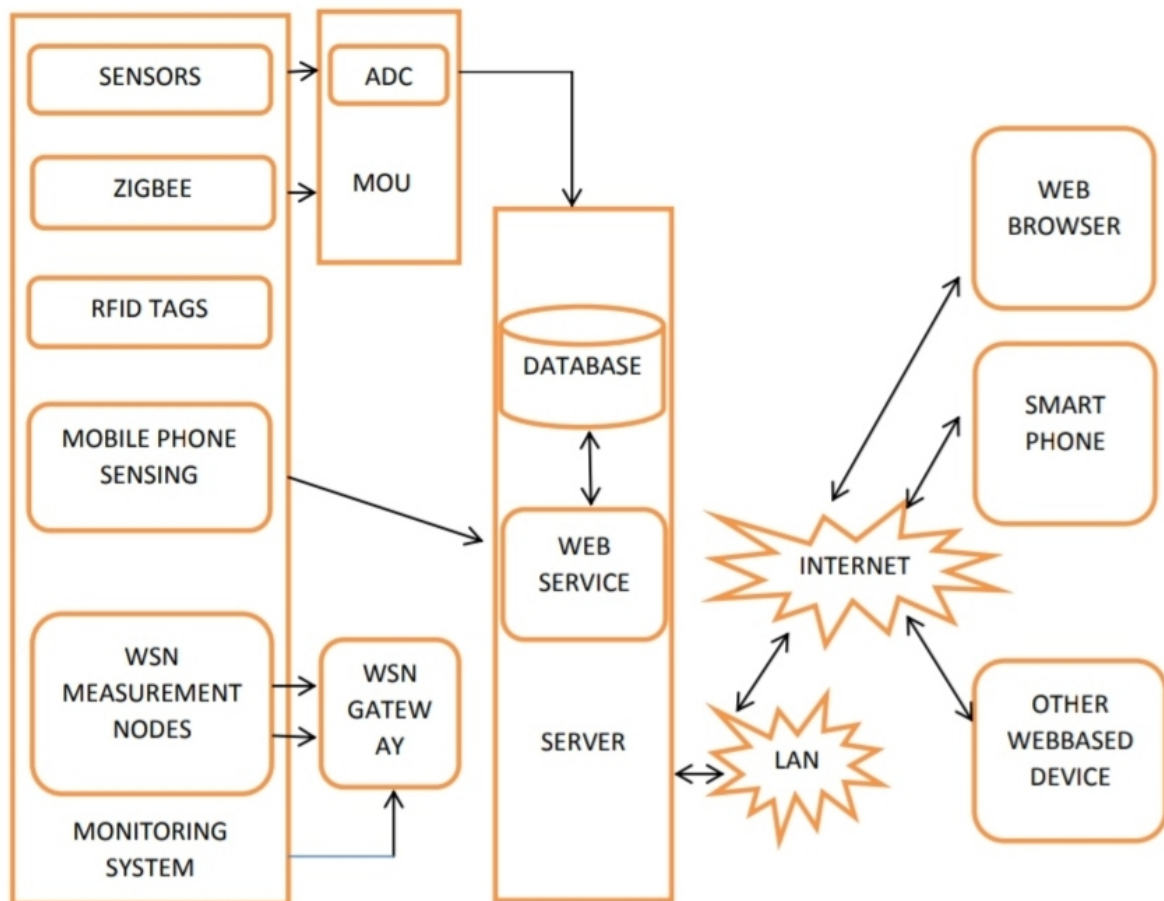 SENSORS
ZIGBEE
RFID TAGS
MOBILE PHONE
SENSING
WSN
MEASUREMENT
NODES
MONITORING
SYSTEM
ADC
MOU
WSN
GATEW
AY
DATABASE
WEB
SERVICE
SERVER
INTERNET
LAN
WEB
BROWSER
SMART
PHONE
OTHER
WEBBASED
DEVICE